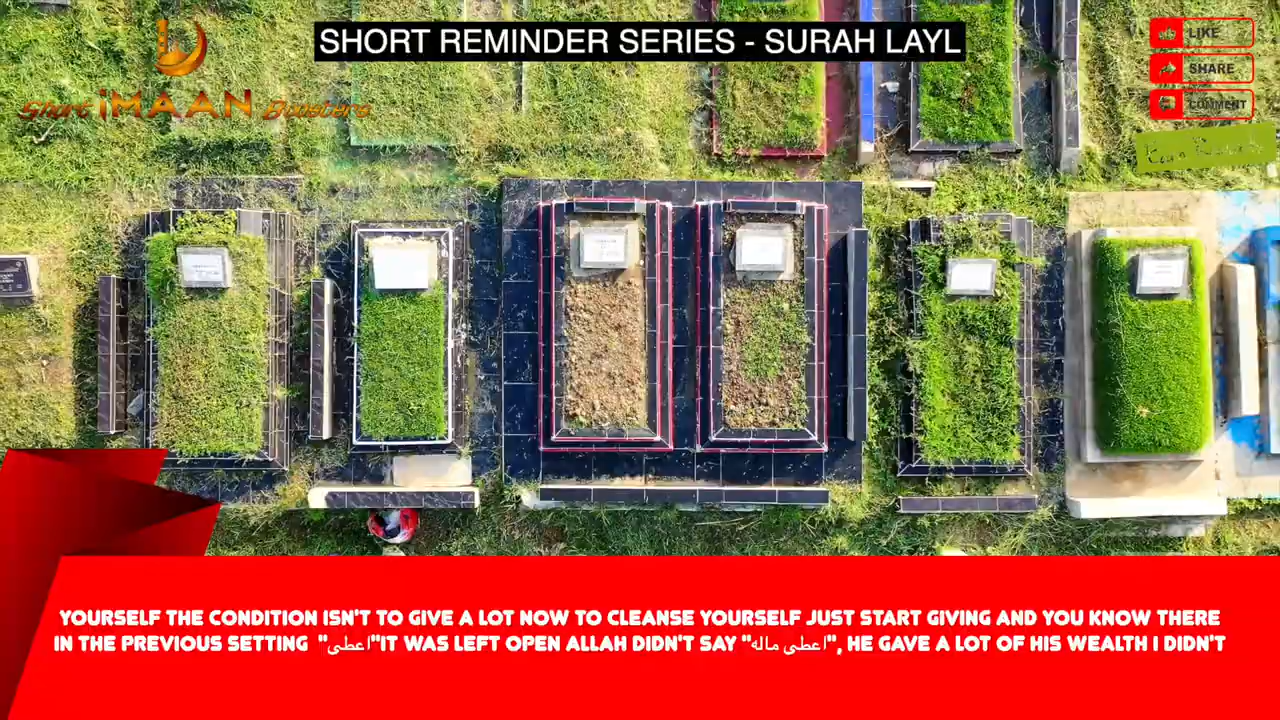 SHORT REMINDER SERIES - SURAH LAYL
Short iMAAN Boosters
LIKE
SHARE
COMMENT
YOURSELF THE CONDITION ISN'T TO GIVE A LOT NOW TO CLEANSE YOURSELF JUST START GIVING AND YOU KNOW THERE
IN THE PREVIOUS SETTING "اعطى"IT WAS LEFT OPEN ALLAH DIDN'T SAY "اعطى ماله", HE GAVE A LOT OF HIS WEALTH I DIDN'T